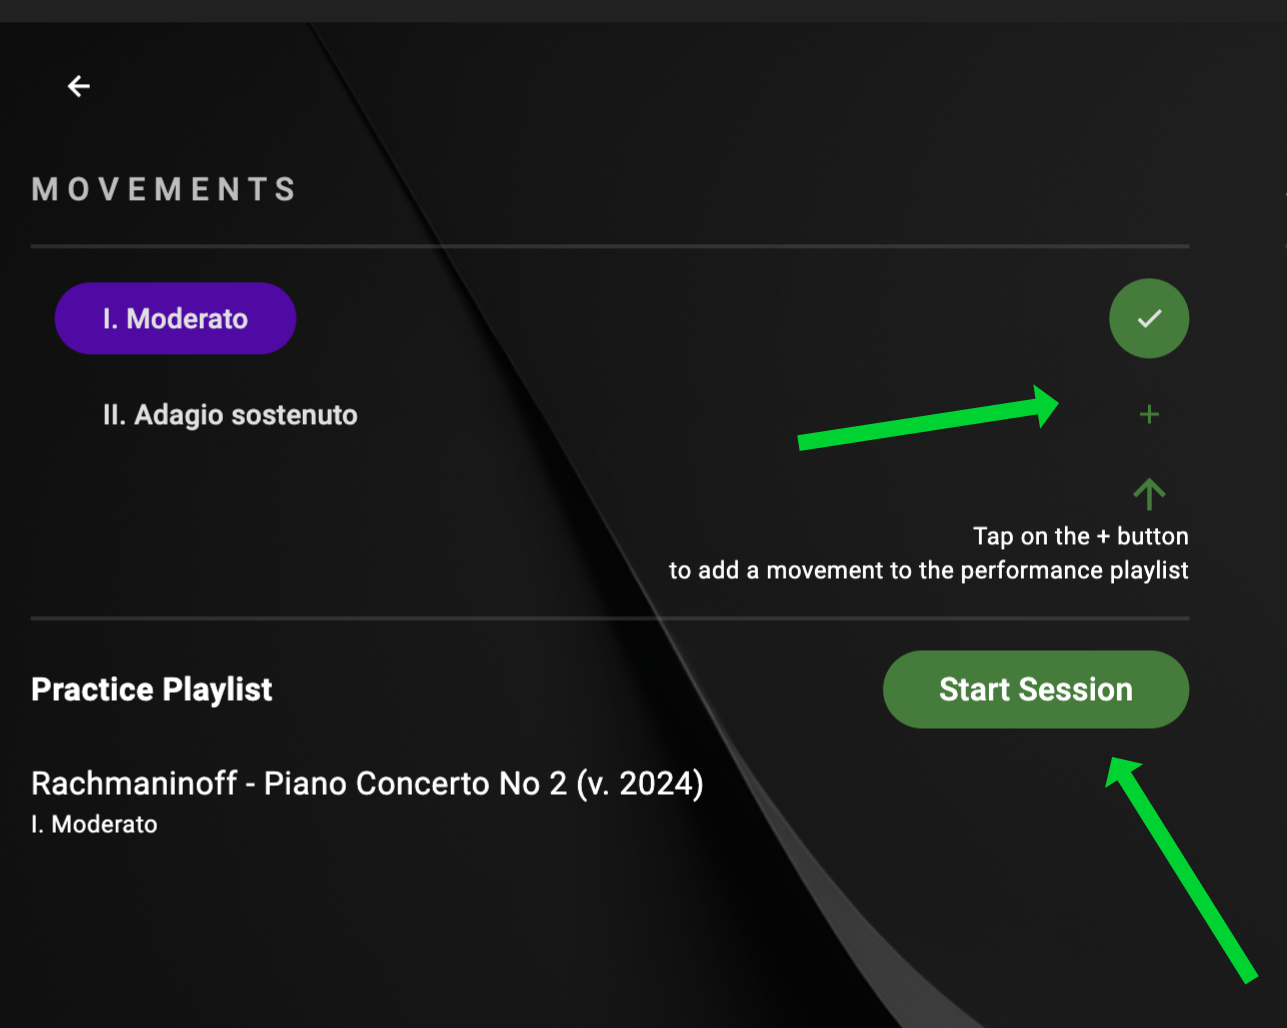 MOVEMENTS
I. Moderato
II. Adagio sostenuto
+
Tap on the + button
to add a movement to the performance playlist
Practice Playlist
Start Session
Rachmaninoff - Piano Concerto No 2 (v. 2024)
I. Moderato